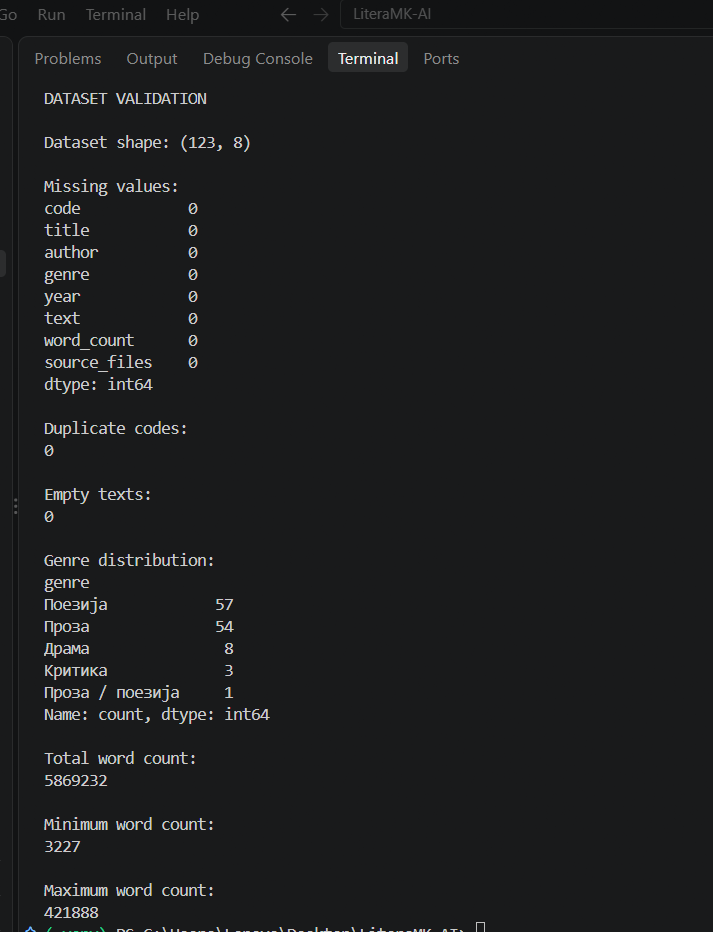 Go Run Terminal Help ← → LiteraMK-AI
Problems Output Debug Console Terminal Ports
DATASET VALIDATION
Dataset shape: (123, 8)
Missing values:
code 0
title 0
author 0
genre 0
year 0
text 0
word_count 0
source_files 0
dtype: int64
Duplicate codes:
0
Empty texts:
0
Genre distribution:
genre
Поезија 57
Проза 54
Драма 8
Критика 3
Проза / поезија 1
Name: count, dtype: int64
Total word count:
5869232
Minimum word count:
3227
Maximum word count:
421888